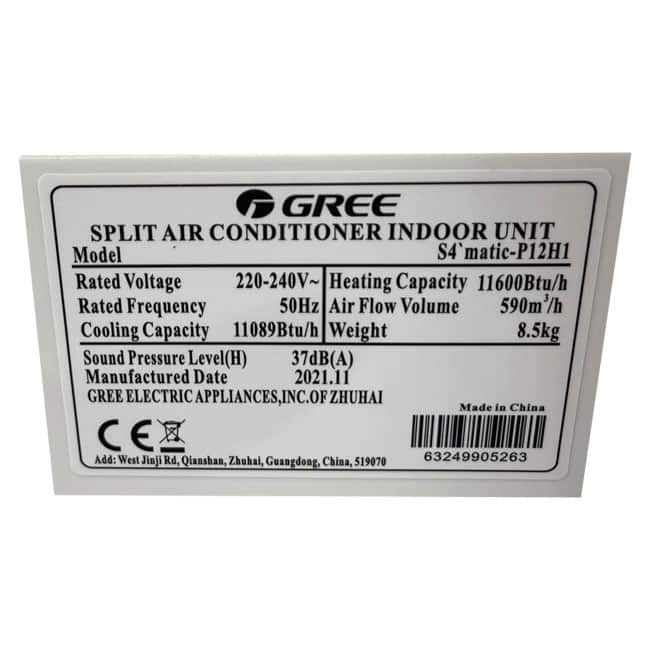 GREE
SPLIT AIR CONDITIONER INDOOR UNIT
Model S4`matic-P12H1
Rated Voltage 220-240V~ Heating Capacity 11600Btu/h
Rated Frequency 50Hz Air Flow Volume 590m³/h
Cooling Capacity 11089Btu/h Weight 8.5kg
Sound Pressure Level(H) 37dB(A)
Manufactured Date 2021.11
GREE ELECTRIC APPLIANCES,INC.OF ZHUHAI
Made in China
CE
63249905263
Add: West Jinji Rd, Qianshan, Zhuhai, Guangdong, China, 519070